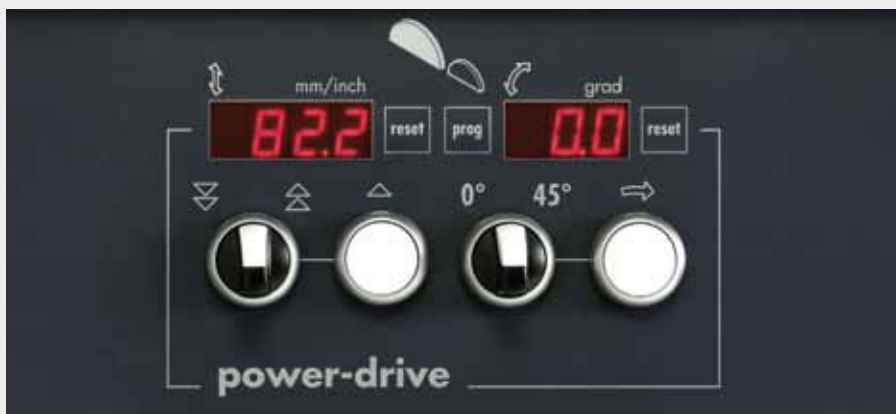 mm/inch grad
82.2 reset prog 0.0 reset
0° 45°
power-drive